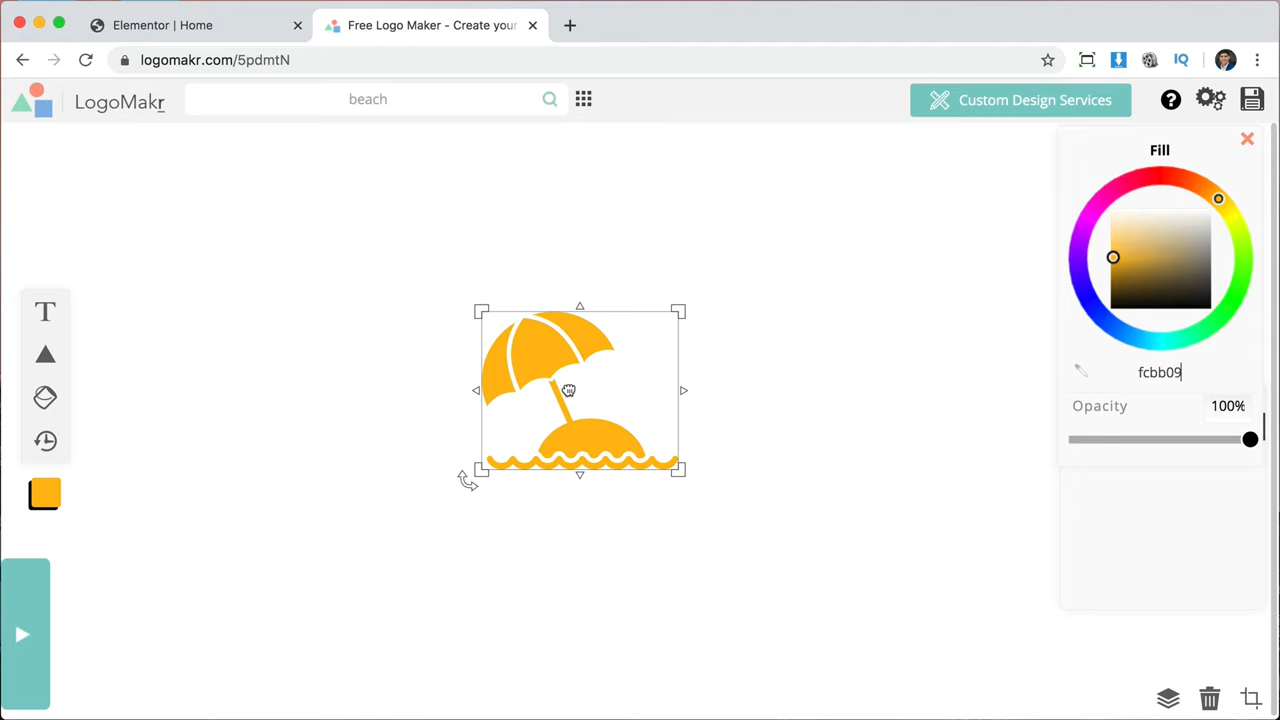 Elementor | Home
Free Logo Maker - Create your
logomakr.com/5pdmtN
IQ
LogoMakr
beach
Custom Design Services
?
Fill
T
fcbb09
Opacity
100%